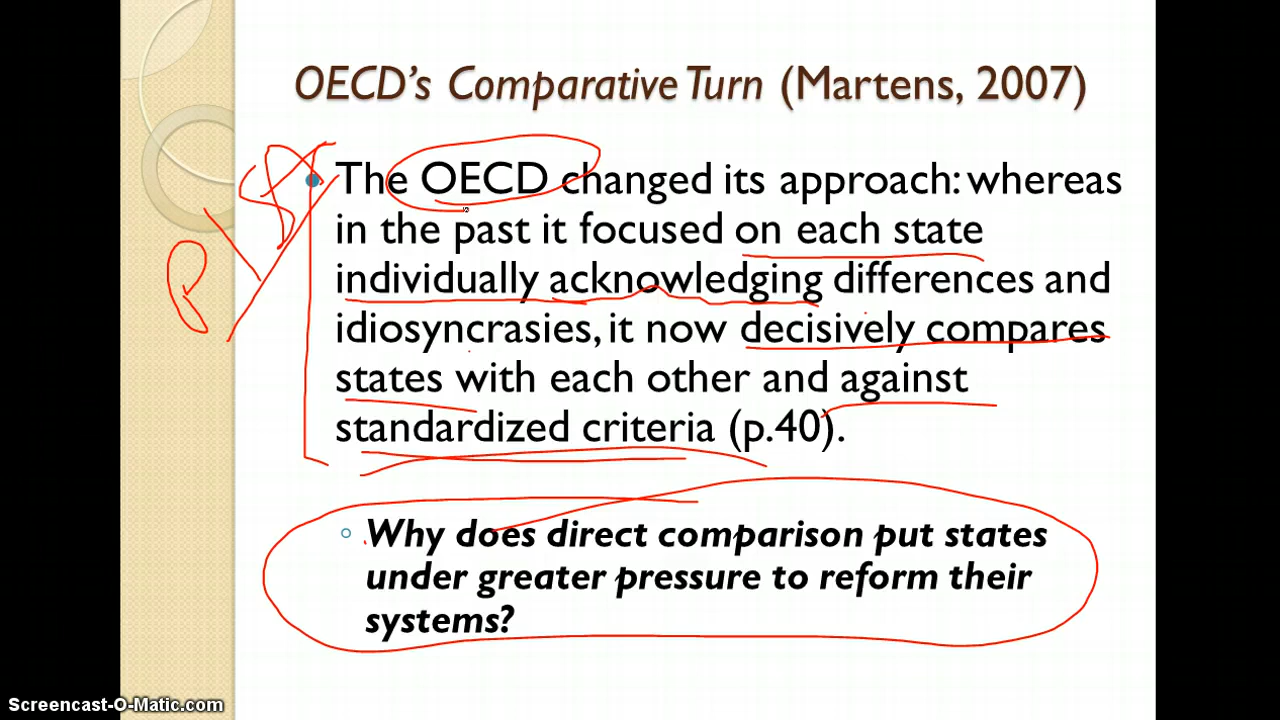 OECD's Comparative Turn (Martens, 2007)
The OECD changed its approach: whereas
in the past it focused on each state
individually acknowledging differences and
idiosyncrasies, it now decisively compares
states with each other and against
standardized criteria (p.40).
Why does direct comparison put states
under greater pressure to reform their
systems?
Screencast-O-Matic.com